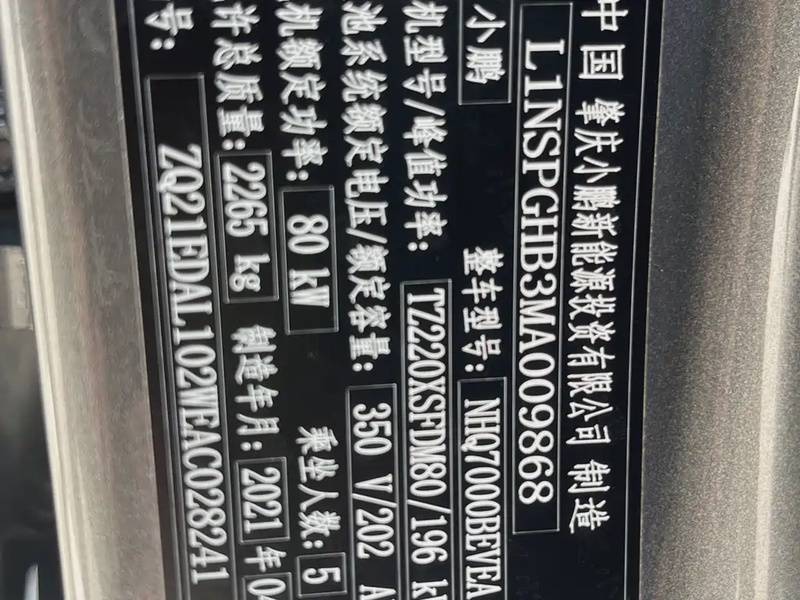 中国 肇庆小鹏新能源投资有限公司 制造
L1NSPGHB3MA009868
小鹏 整车型号: NHQ7000BEVEA
机型号/峰值功率: TZ220XSFDM80/196 k
池系统额定电压/额定容量: 350 V/202 A
机额定功率: 80 kW 乘坐人数: 5
许总质量: 2265 kg 制造年月: 2021 年 04
号: ZQ21EDAL102WEAC028241